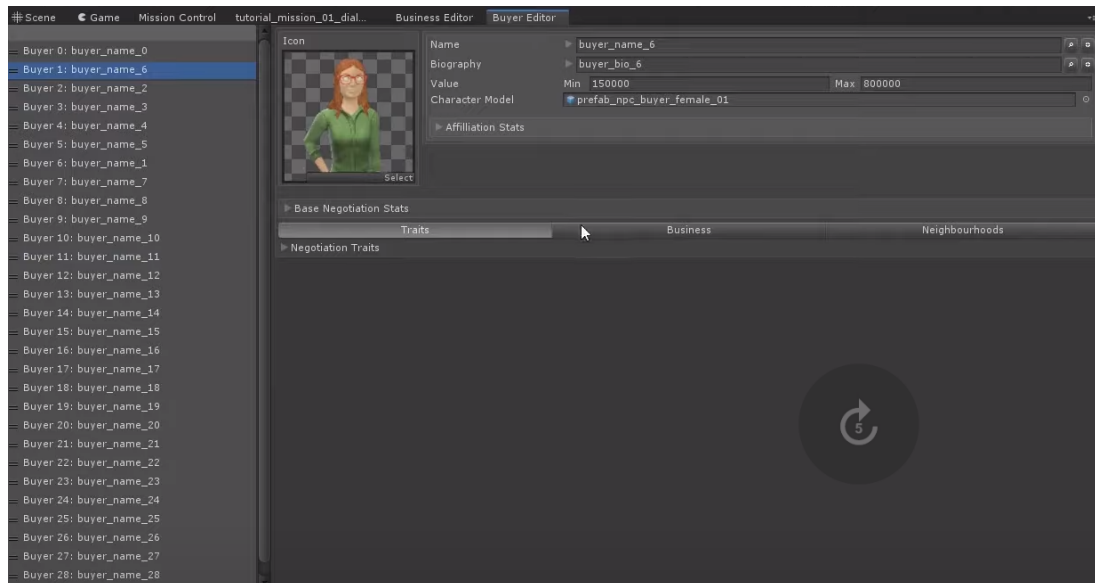 Scene Game Mission Control tutorial_mission_01_dial... Business Editor Buyer Editor
Buyer 0: buyer_name_0
Buyer 1: buyer_name_6
Buyer 2: buyer_name_2
Buyer 3: buyer_name_3
Buyer 4: buyer_name_4
Buyer 5: buyer_name_5
Buyer 6: buyer_name_1
Buyer 7: buyer_name_7
Buyer 8: buyer_name_8
Buyer 9: buyer_name_9
Buyer 10: buyer_name_10
Buyer 11: buyer_name_11
Buyer 12: buyer_name_12
Buyer 13: buyer_name_13
Buyer 14: buyer_name_14
Buyer 15: buyer_name_15
Buyer 16: buyer_name_16
Buyer 17: buyer_name_17
Buyer 18: buyer_name_18
Buyer 19: buyer_name_19
Buyer 20: buyer_name_20
Buyer 21: buyer_name_21
Buyer 22: buyer_name_22
Buyer 23: buyer_name_23
Buyer 24: buyer_name_24
Buyer 25: buyer_name_25
Buyer 26: buyer_name_26
Buyer 27: buyer_name_27
Buyer 28: buyer_name_28
Icon
Select
Name buyer_name_6
Biography buyer_bio_6
Value Min 150000 Max 800000
Character Model prefab_npc_buyer_female_01
Affilliation Stats
Base Negotiation Stats
Traits Business Neighbourhoods
Negotiation Traits
5